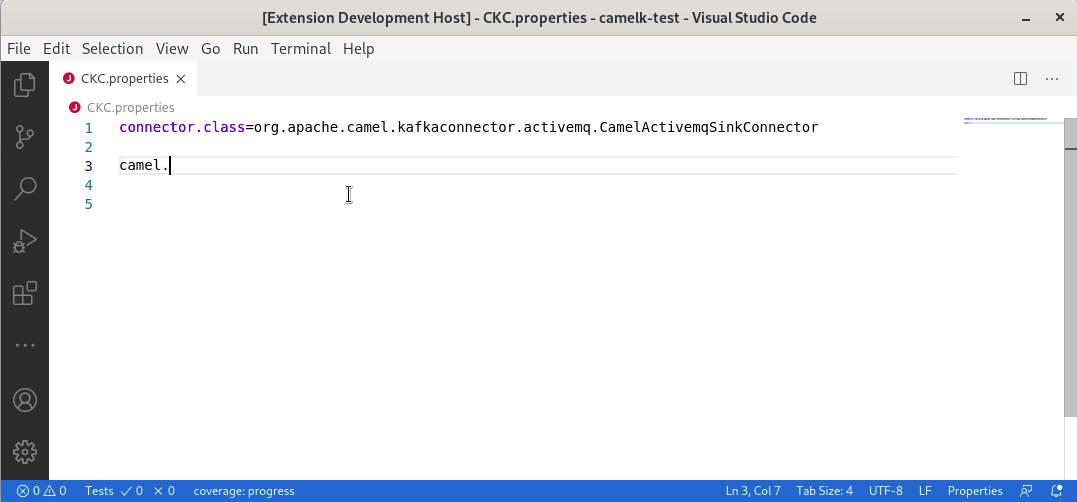 [Extension Development Host] - CKC.properties - camelk-test - Visual Studio Code
File Edit Selection View Go Run Terminal Help
J CKC.properties
J CKC.properties
1 connector.class=org.apache.camel.kafkaconnector.activemq.CamelActivemqSinkConnector
2
3 camel.
4
5
0 0 Tests 0 0 coverage: progress Ln 3, Col 7 Tab Size: 4 UTF-8 LF Properties